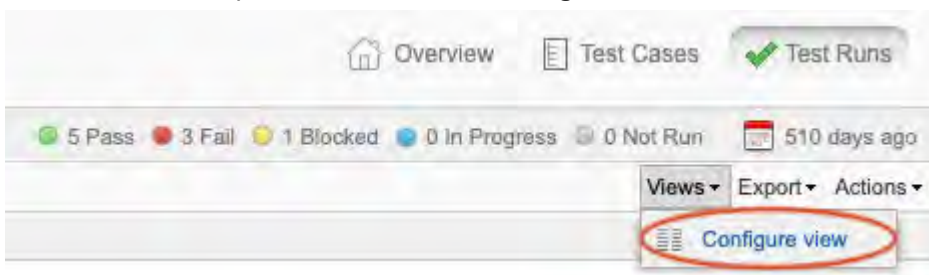 Overview Test Cases Test Runs
5 Pass 3 Fail 1 Blocked 0 In Progress 0 Not Run 510 days ago
Views Export Actions
Configure view